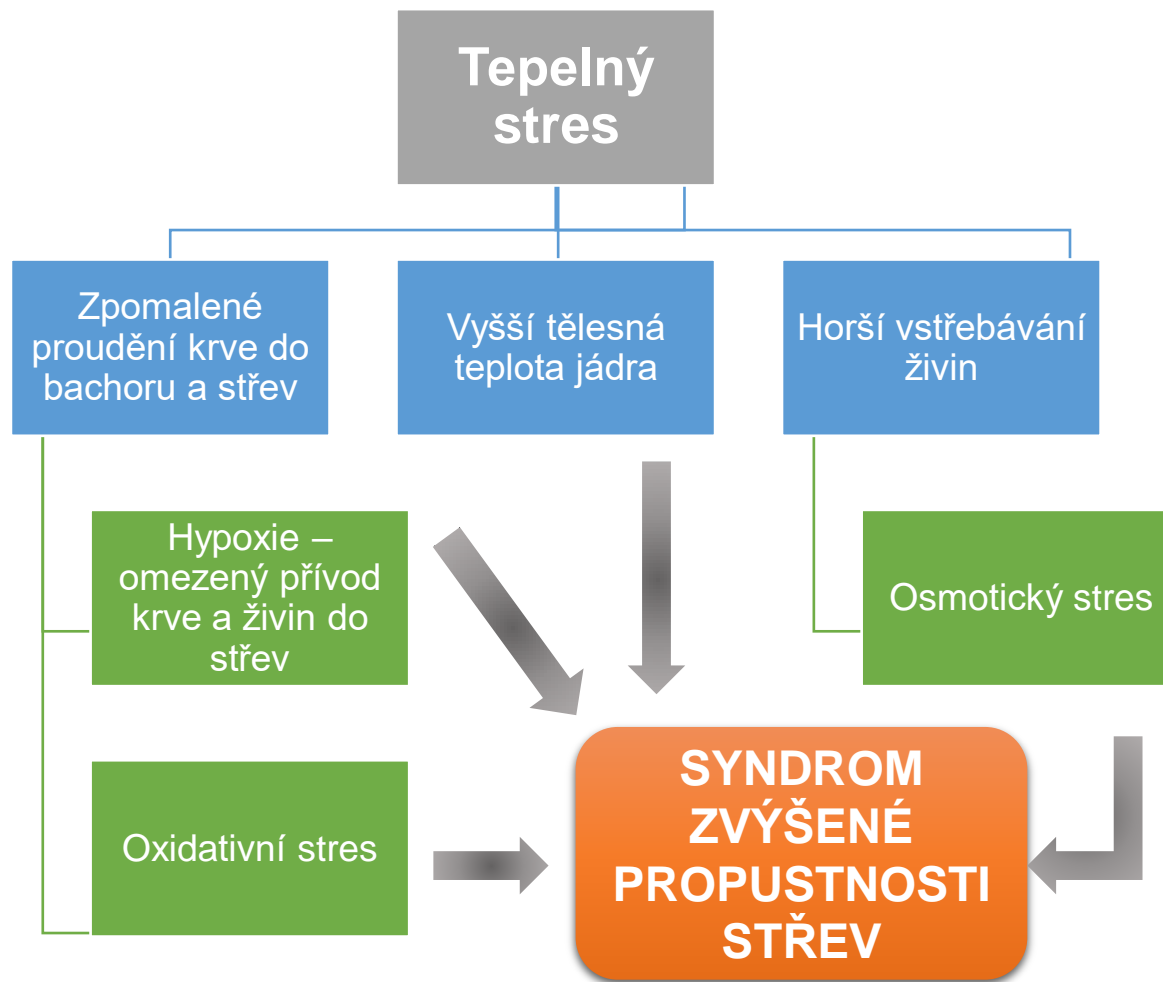 Tepelný
stres
Zpomalené
proudění krve do
bachoru a střev
Vyšší tělesná
teplota jádra
Horší vstřebávání
živin
Hypoxie –
omezený přívod
krve a živin do
střev
Osmotický stres
Oxidativní stres
SYNDROM
ZVÝŠENÉ
PROPUSTNOSTI
STŘEV